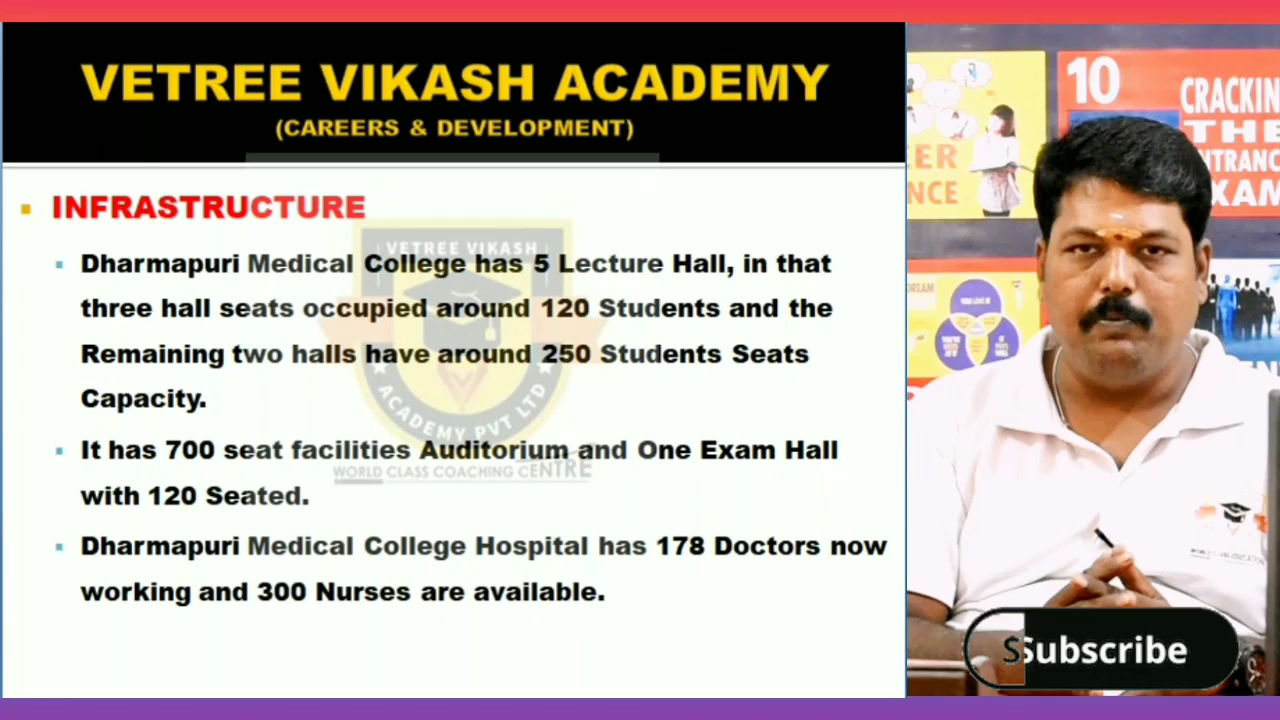 VETREE VIKASH ACADEMY
(CAREERS & DEVELOPMENT)
INFRASTRUCTURE
Dharmapuri Medical College has 5 Lecture Hall, in that
three hall seats occupied around 120 Students and the
Remaining two halls have around 250 Students Seats
Capacity.
It has 700 seat facilities Auditorium and One Exam Hall
with 120 Seated.
Dharmapuri Medical College Hospital has 178 Doctors now
working and 300 Nurses are available.
VETREE VIKASH
ACADEMY PVT LTD
WORLD CLASS COACHING CENTRE
10
THE
Subscribe